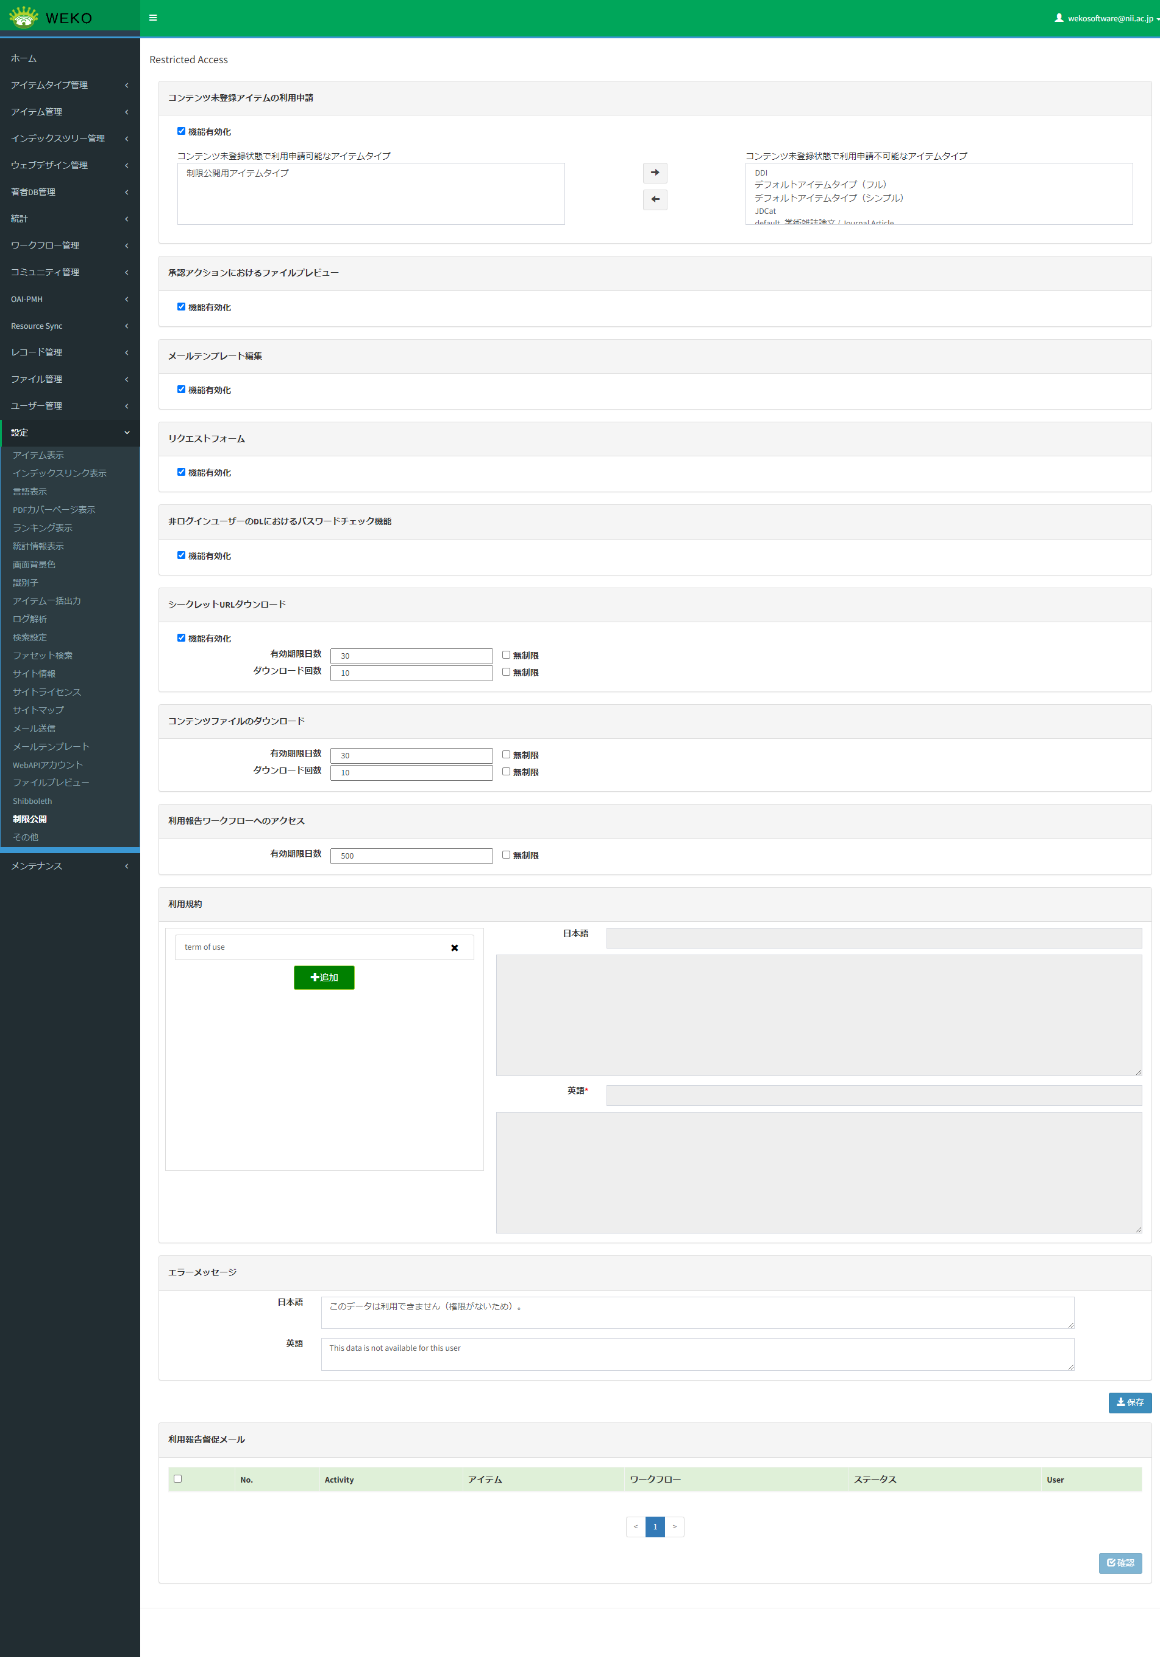 WEKO
wekosoftware@nii.ac.jp
ホーム
アイテムタイプ管理
アイテム管理
インデックスツリー管理
ウェブデザイン管理
著者DB管理
統計
ワークフロー管理
コミュニティ管理
OAI-PMH
Resource Sync
レコード管理
ファイル管理
ユーザー管理
設定
アイテム表示
インデックスリンク表示
言語表示
PDFカバーページ表示
ランキング表示
統計情報表示
画面背景色
識別子
アイテム一括出力
ログ解析
検索設定
ファセット検索
サイト情報
サイトライセンス
サイトマップ
メール送信
メールテンプレート
WebAPIアカウント
ファイルプレビュー
Shibboleth
制限公開
その他
メンテナンス
Restricted Access
コンテンツ未登録アイテムの利用申請
機能有効化
コンテンツ未登録状態で利用申請可能なアイテムタイプ
制限公開用アイテムタイプ
コンテンツ未登録状態で利用申請不可能なアイテムタイプ
DDI
デフォルトアイテムタイプ（フル）
デフォルトアイテムタイプ（シンプル）
JDCat
default_学術雑誌論文 / Journal Article
承認アクションにおけるファイルプレビュー
機能有効化
メールテンプレート編集
機能有効化
リクエストフォーム
機能有効化
非ログインユーザーのDLにおけるパスワードチェック機能
機能有効化
シークレットURLダウンロード
機能有効化
有効期限日数 30 無制限
ダウンロード回数 10 無制限
コンテンツファイルのダウンロード
有効期限日数 30 無制限
ダウンロード回数 10 無制限
利用報告ワークフローへのアクセス
有効期限日数 500 無制限
利用規約
term of use
追加
日本語
英語*
エラーメッセージ
日本語 このデータは利用できません（権限がないため）。
英語 This data is not available for this user
保存
利用報告督促メール
No. Activity アイテム ワークフロー ステータス User
< 1 >
確認